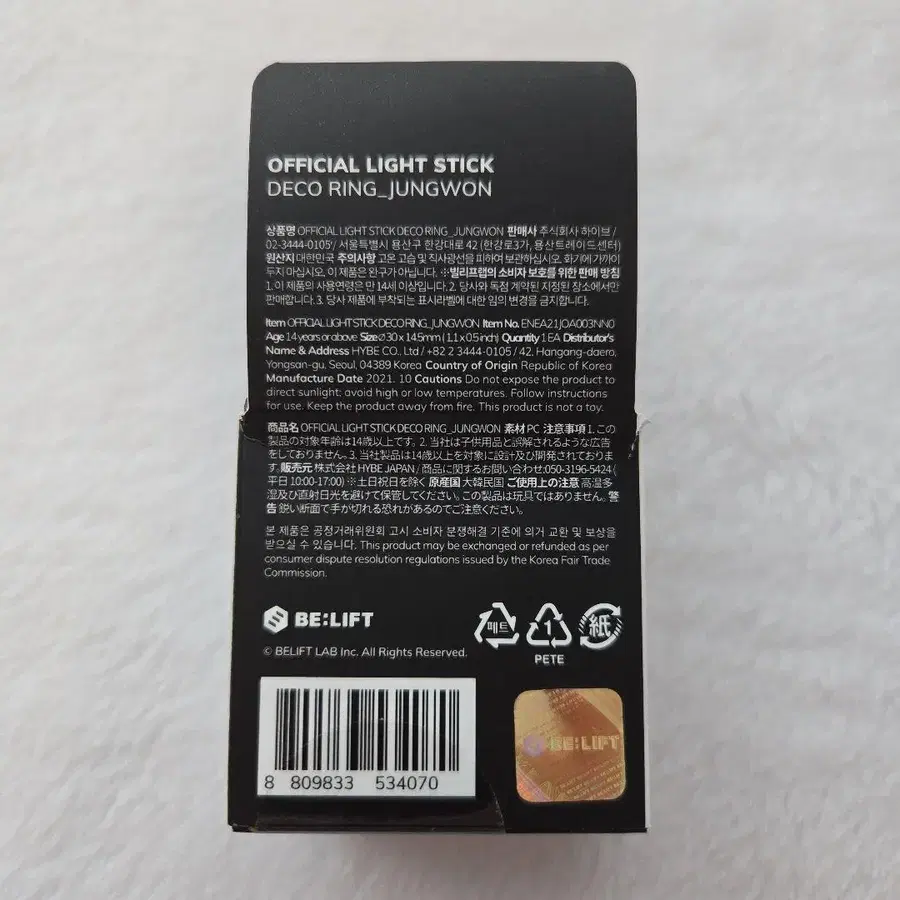 OFFICIAL LIGHT STICK
DECO RING_JUNGWON
상품명 OFFICIAL LIGHT STICK DECO RING_JUNGWON 판매사 주식회사 하이브 /
02-3444-0105 / 서울특별시 용산구 한강대로 42 (한강로3가, 용산트레이드센터)
원산지 대한민국 주의사항 고온 고습 및 직사광선을 피하여 보관하십시오. 화기에 가까이
두지 마십시오. 이 제품은 완구가 아닙니다. ※빌리프랩의 소비자 보호를 위한 판매 방침
1. 이 제품의 사용연령은 만 14세 이상입니다. 2. 당사와 독점 계약된 지정된 장소에서만
판매합니다. 3. 당사 제품에 부착되는 표시라벨에 대한 임의 변경을 금지합니다.
Item OFFICIAL LIGHT STICK DECO RING_JUNGWON Item No. ENEA21JOA003NN0
Age 14 years or above Size Ø 30 x 14.5mm ( 1.1 x 0.5 inch) Quantity 1 EA Distributor's
Name & Address HYBE CO., Ltd / +82 2 3444-0105 / 42, Hangang-daero,
Yongsan-gu, Seoul, 04389 Korea Country of Origin Republic of Korea
Manufacture Date 2021. 10 Cautions Do not expose the product to
direct sunlight; avoid high or low temperatures. Follow instructions
for use. Keep the product away from fire. This product is not a toy.
商品名 OFFICIAL LIGHT STICK DECO RING_JUNGWON 素材 PC 注意事項 1. この
製品の対象年齢は14歳以上です。2. 当社は子供用品と誤解されるような広告
をしておりません。3. 当社製品は14歳以上を対象に設計及び開発されておりま
す。販売元 株式会社 HYBE JAPAN / 商品に関するお問い合わせ:050-3196-5424 (
平日 10:00-17:00) ※土日祝日を除く 原産国 大韓民国 ご使用上の注意 高温多
湿及び直射日光を避けて保管してください。この製品は玩具ではありません。警
告 鋭い断面で手が切れる恐れがあるのでご注意ください。
본 제품은 공정거래위원회 고시 소비자 분쟁해결 기준에 의거 교환 및 보상을
받으실 수 있습니다. This product may be exchanged or refunded as per
consumer dispute resolution regulations issued by the Korea Fair Trade
Commission.
BE:LIFT
페트
1
紙
PETE
© BELIFT LAB Inc. All Rights Reserved.
8 809833 534070
BE:LIFT